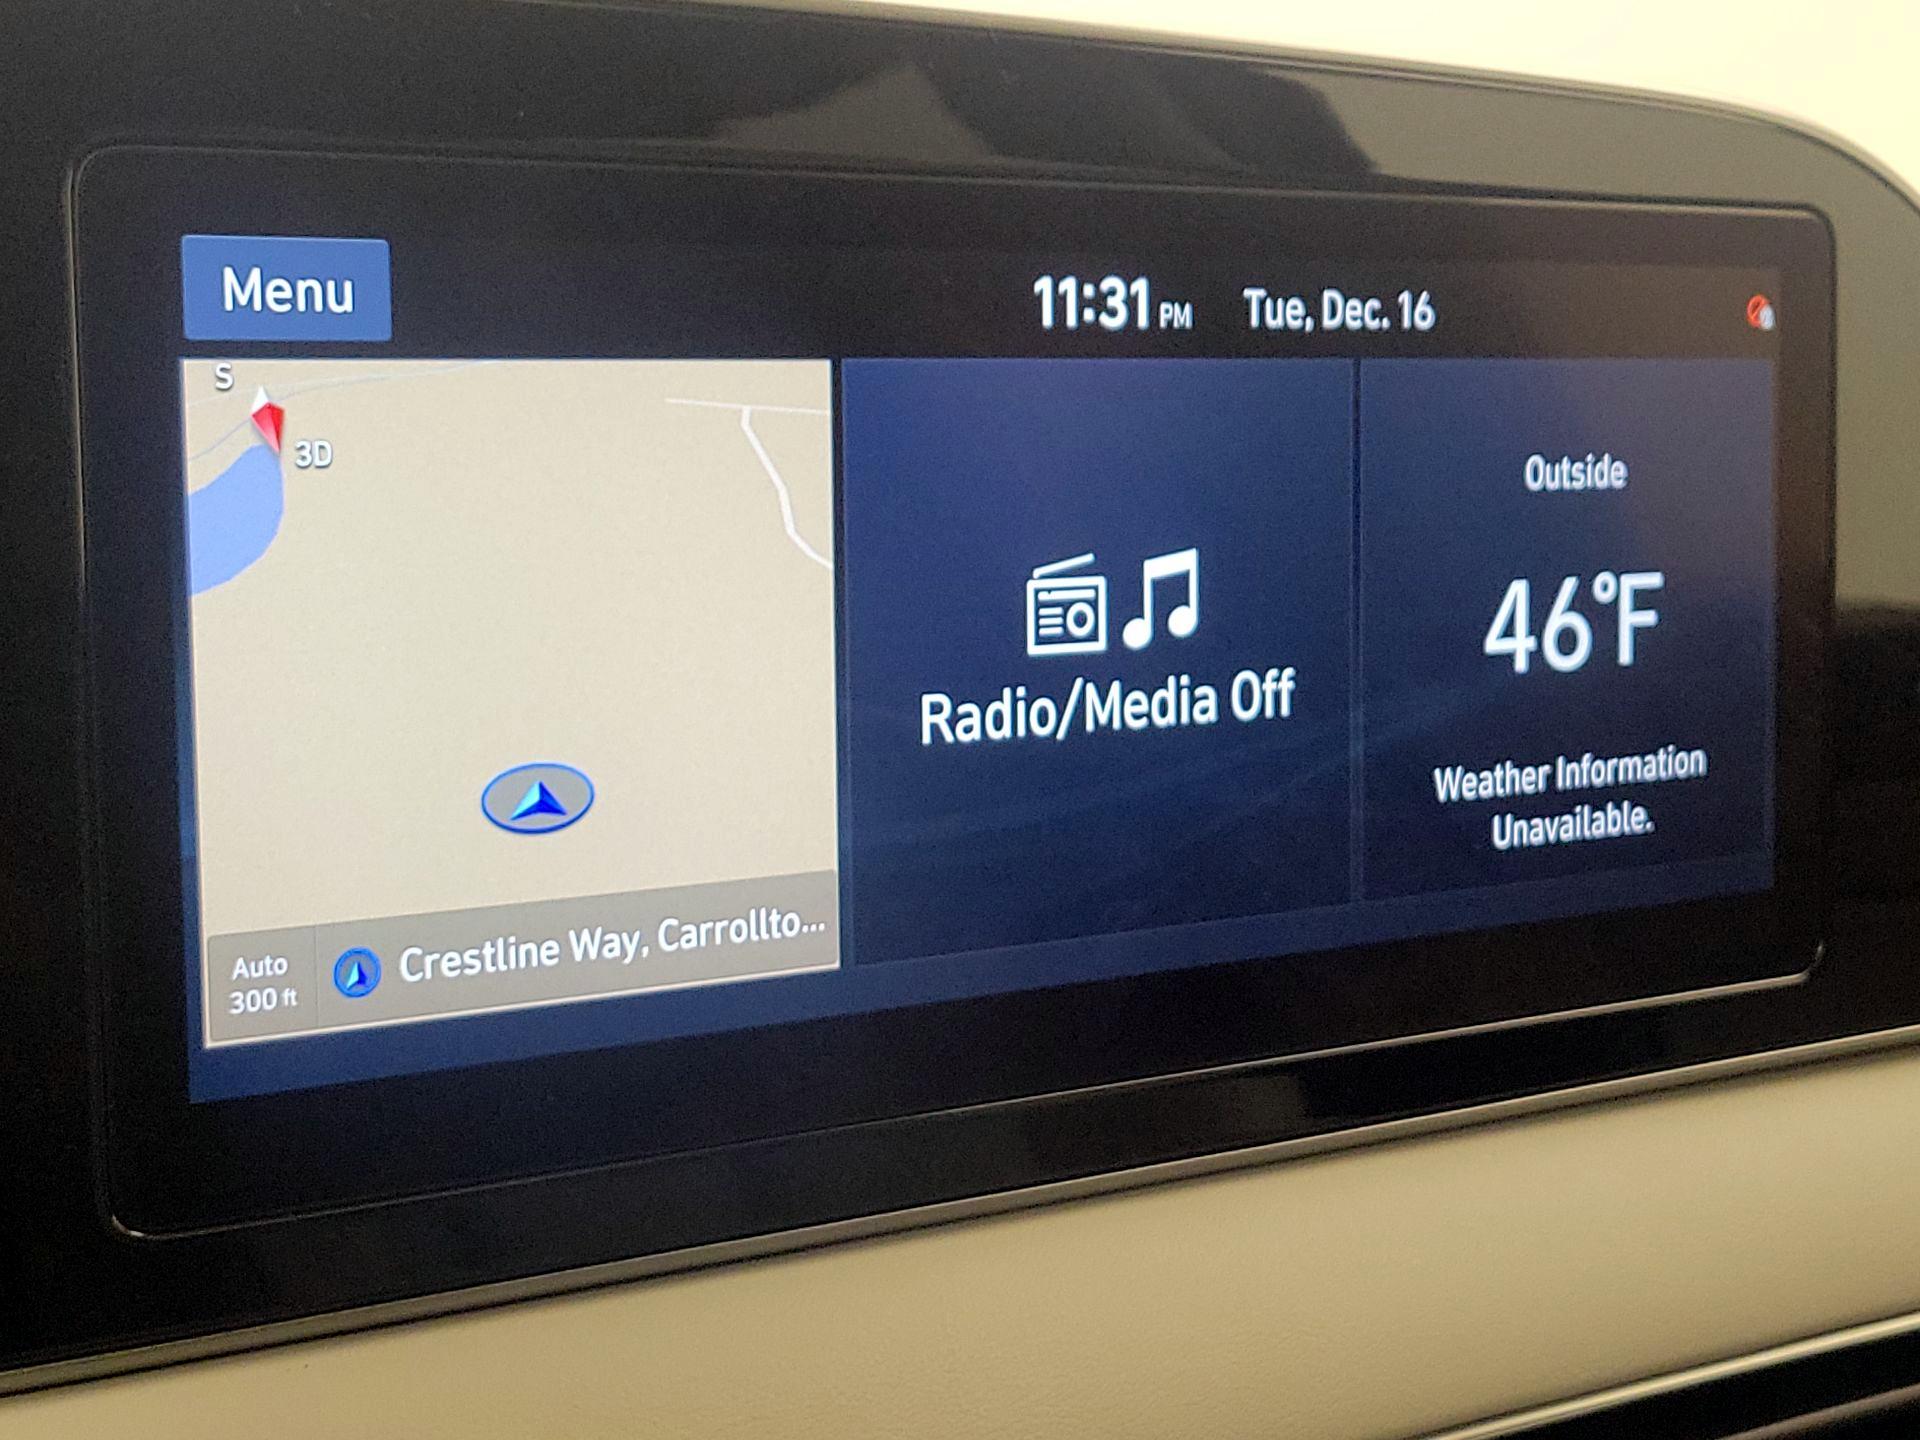 Menu
11:31 PM Tue, Dec. 16
S
3D
Auto
300 ft
Crestline Way, Carrollto...
Radio/Media Off
Outside
46°F
Weather Information
Unavailable.